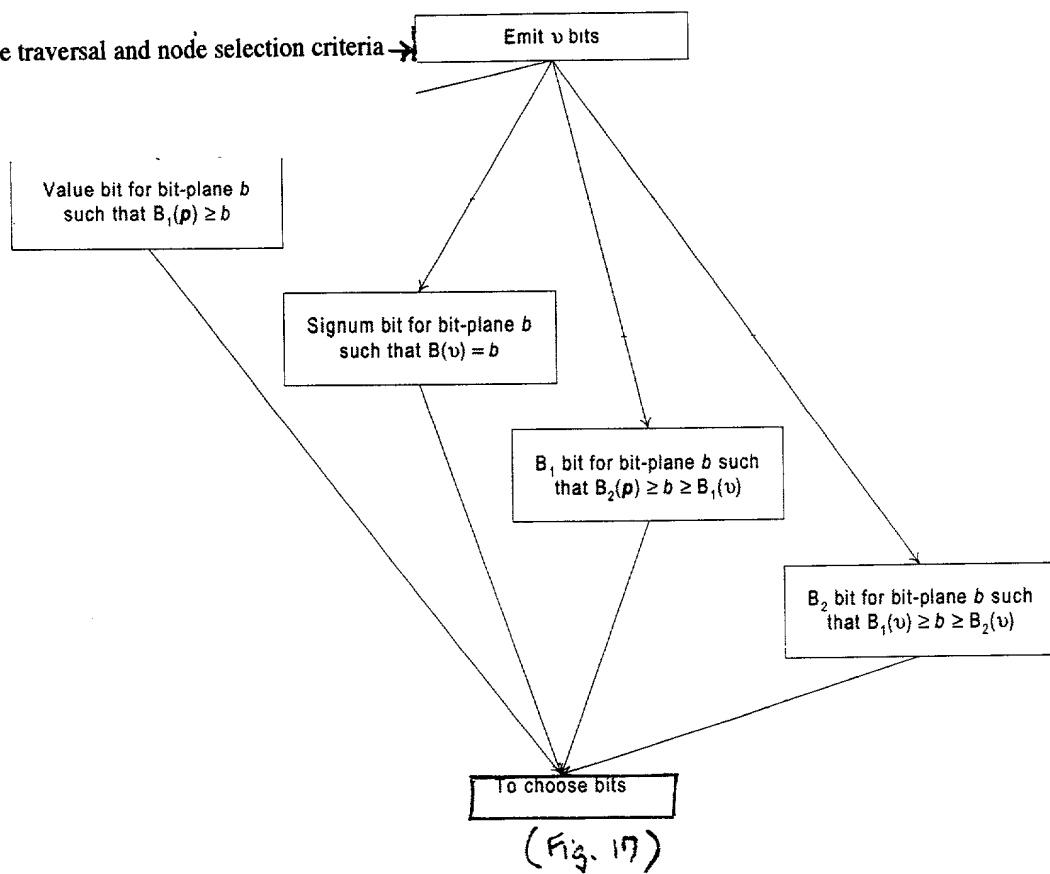 e traversal and node selection criteria
Emit υ bits
Value bit for bit-plane b
such that B₁(p) ≥ b
Signum bit for bit-plane b
such that B(υ) = b
B₁ bit for bit-plane b such
that B₂(p) ≥ b ≥ B₁(υ)
B₂ bit for bit-plane b such
that B₁(υ) ≥ b ≥ B₂(υ)
To choose bits
(Fig. 17)